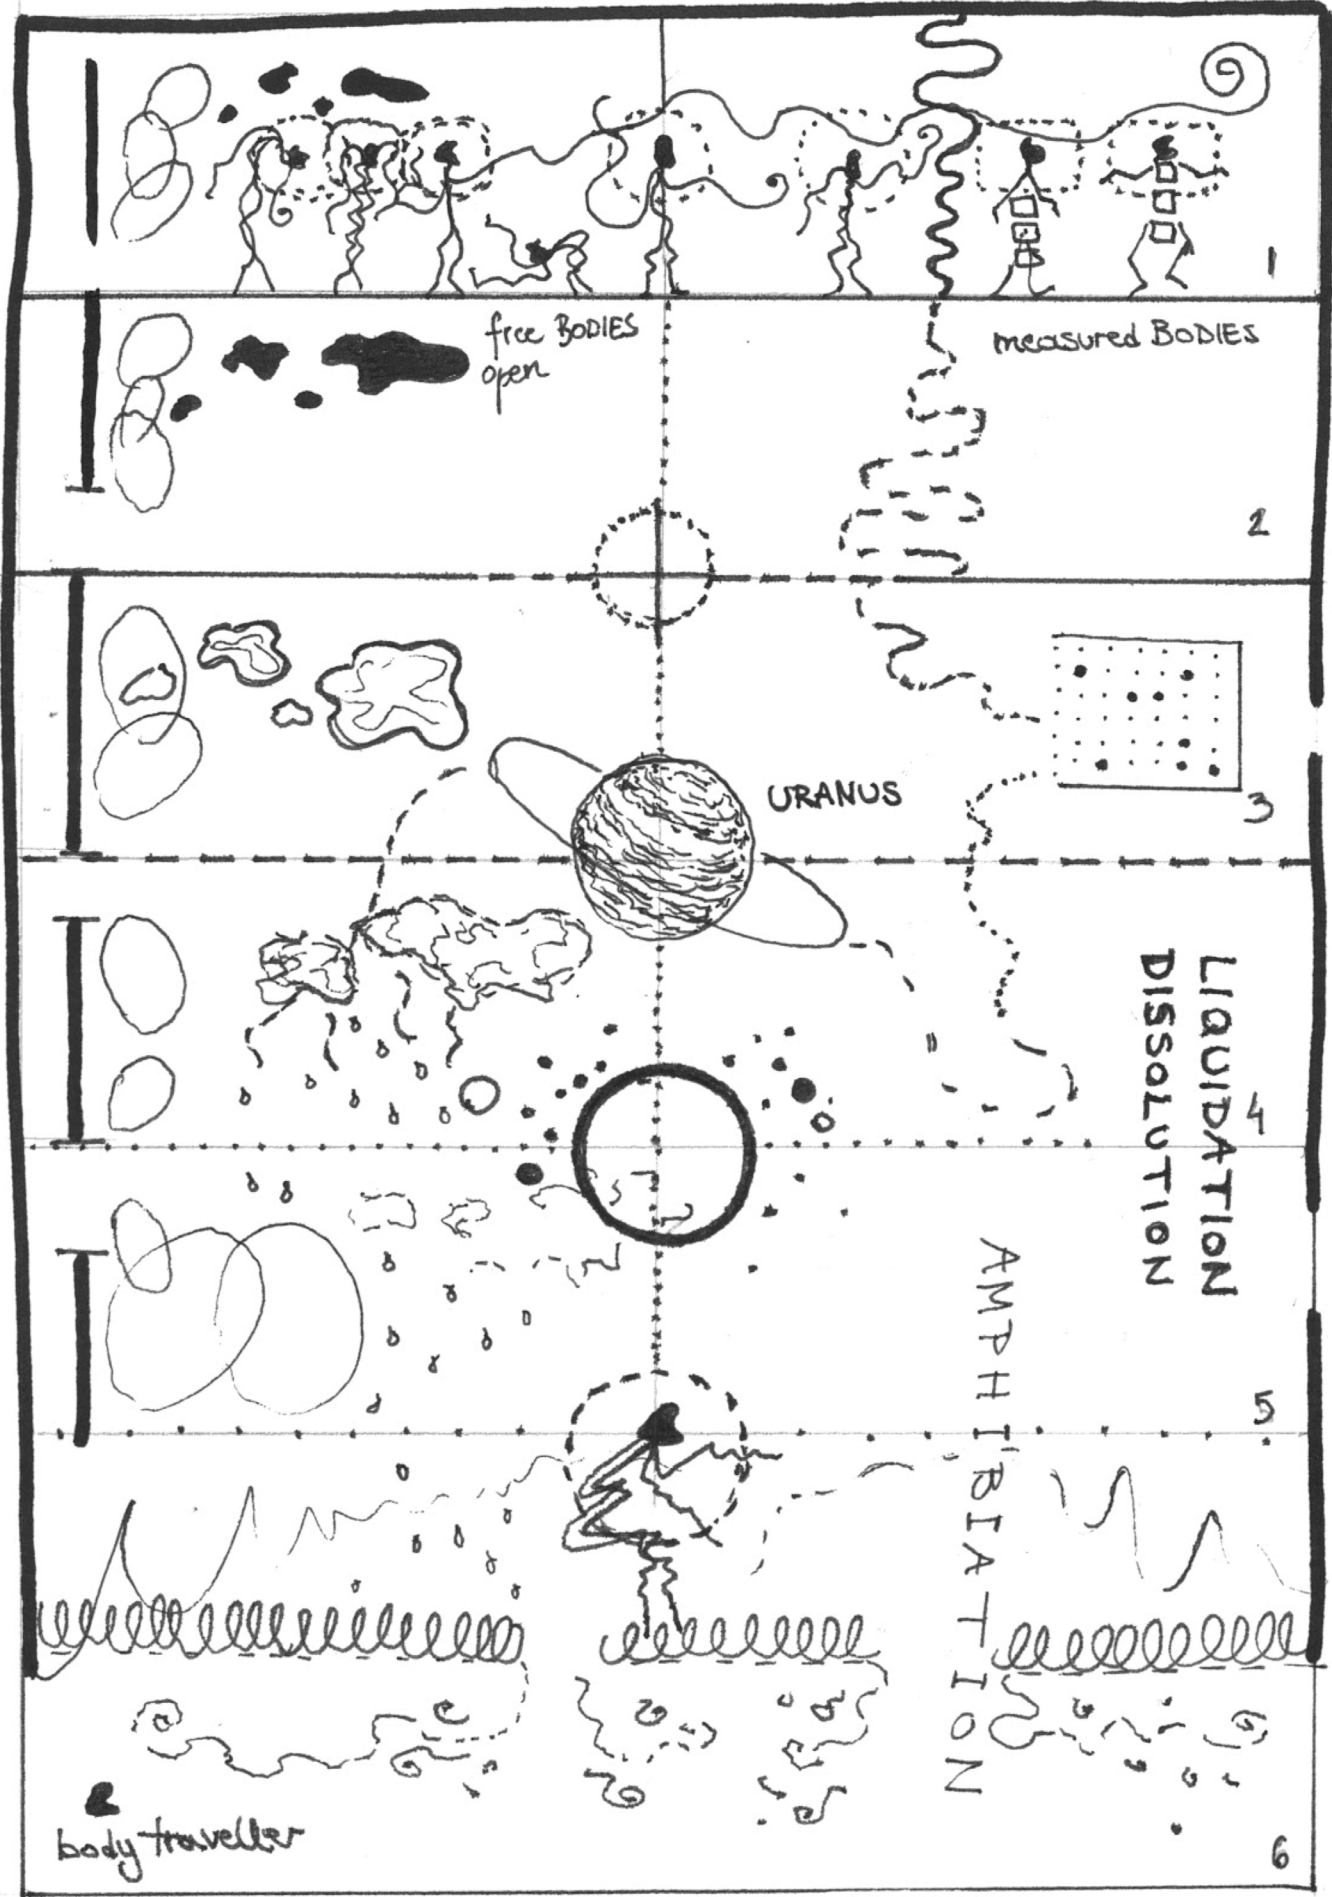 1
free BODIES
open
measured BODIES
2
URANUS
3
LIQUIDATION
DISSOLUTION
4
AMPHIBIATION
5
body traveller
6